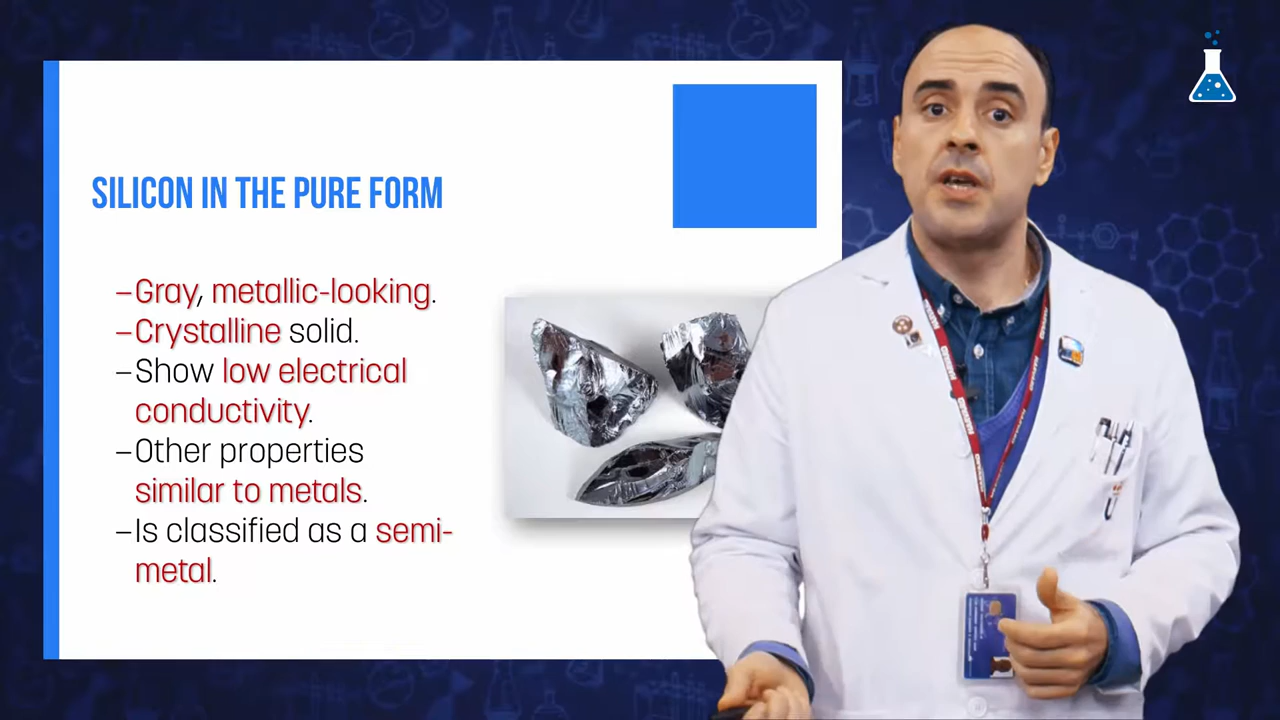 SILICON IN THE PURE FORM
–Gray, metallic-looking.
–Crystalline solid.
–Show low electrical
conductivity.
–Other properties
similar to metals.
–Is classified as a semi-
metal.